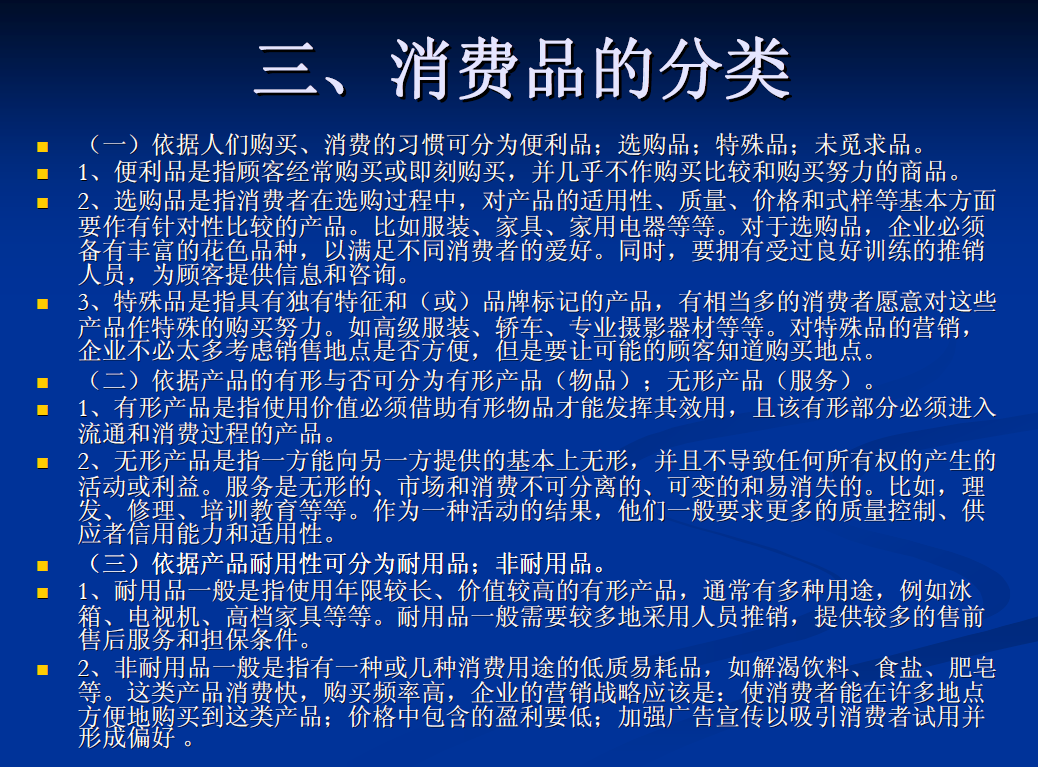 三、消费品的分类
（一）依据人们购买、消费的习惯可分为便利品；选购品；特殊品；未觅求品。
1、便利品是指顾客经常购买或即刻购买，并几乎不作购买比较和购买努力的商品。
2、选购品是指消费者在选购过程中，对产品的适用性、质量、价格和式样等基本方面
要作有针对性比较的产品。比如服装、家具、家用电器等等。对于选购品，企业必须
备有丰富的花色品种，以满足不同消费者的爱好。同时，要拥有受过良好训练的推销
人员，为顾客提供信息和咨询。
3、特殊品是指具有独有特征和（或）品牌标记的产品，有相当多的消费者愿意对这些
产品作特殊的购买努力。如高级服装、轿车、专业摄影器材等等。对特殊品的营销，
企业不必太多考虑销售地点是否方便，但是要让可能的顾客知道购买地点。
（二）依据产品的有形与否可分为有形产品（物品）；无形产品（服务）。
1、有形产品是指使用价值必须借助有形物品才能发挥其效用，且该有形部分必须进入
流通和消费过程的产品。
2、无形产品是指一方能向另一方提供的基本上无形，并且不导致任何所有权的产生的
活动或利益。服务是无形的、市场和消费不可分离的、可变的和易消失的。比如，理
发、修理、培训教育等等。作为一种活动的结果，他们一般要求更多的质量控制、供
应者信用能力和适用性。
（三）依据产品耐用性可分为耐用品；非耐用品。
1、耐用品一般是指使用年限较长、价值较高的有形产品，通常有多种用途，例如冰
箱、电视机、高档家具等等。耐用品一般需要较多地采用人员推销，提供较多的售前
售后服务和担保条件。
2、非耐用品一般是指有一种或几种消费用途的低质易耗品，如解渴饮料、食盐、肥皂
等。这类产品消费快，购买频率高，企业的营销战略应该是：使消费者能在许多地点
方便地购买到这类产品；价格中包含的盈利要低；加强广告宣传以吸引消费者试用并
形成偏好 。